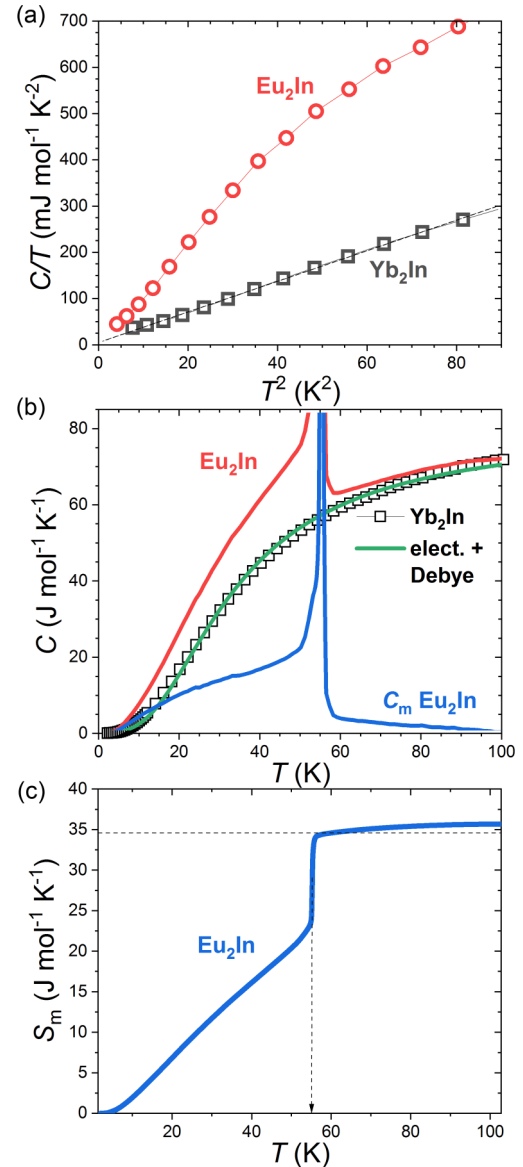 (a)
700
600
500
400
300
200
100
0
C/T (mJ mol⁻¹ K⁻²)
Eu₂In
Yb₂In
0 20 40 60 80
T² (K²)
(b)
80
60
40
20
0
C (J mol⁻¹ K⁻¹)
Eu₂In
Yb₂In
elect. +
Debye
Cₘ Eu₂In
20 40 60 80 100
T (K)
(c)
40
35
30
25
20
15
10
5
0
Sₘ (J mol⁻¹ K⁻¹)
Eu₂In
20 40 60 80 100
T (K)